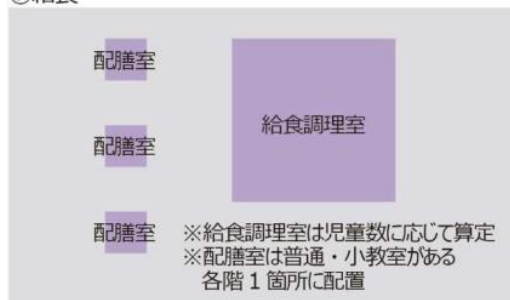 配膳室
給食調理室
配膳室
配膳室
※給食調理室は児童数に応じて算定
※配膳室は普通・小教室がある
各階１箇所に配置